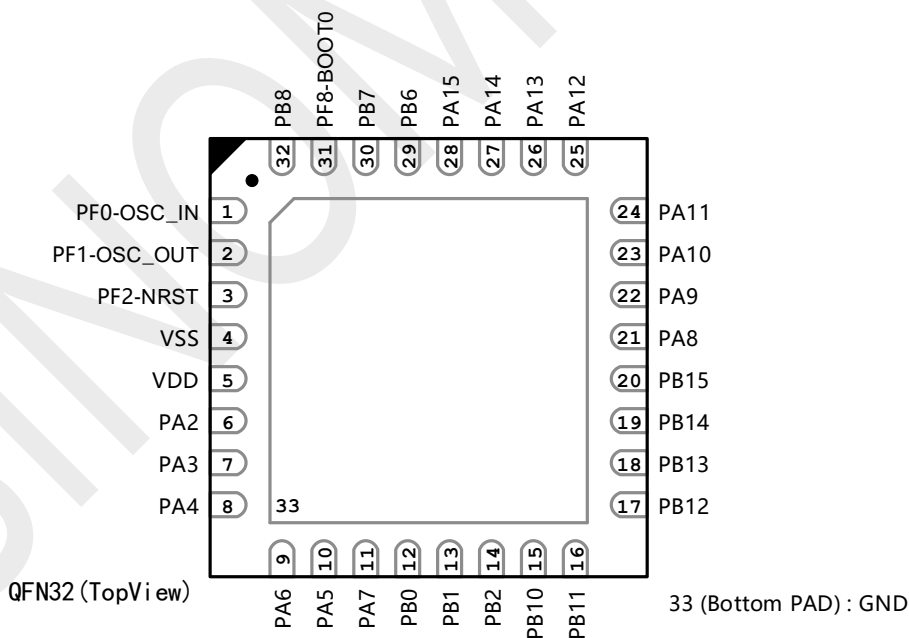 PB8
PF8-BOOT0
PB7
PB6
PA15
PA14
PA13
PA12
32
31
30
29
28
27
26
25
PF0-OSC_IN 1
PF1-OSC_OUT 2
PF2-NRST 3
VSS 4
VDD 5
PA2 6
PA3 7
PA4 8
24 PA11
23 PA10
22 PA9
21 PA8
20 PB15
19 PB14
18 PB13
17 PB12
33
9
10
11
12
13
14
15
16
PA6
PA5
PA7
PB0
PB1
PB2
PB10
PB11
QFN32(TopView)
33 (Bottom PAD) : GND